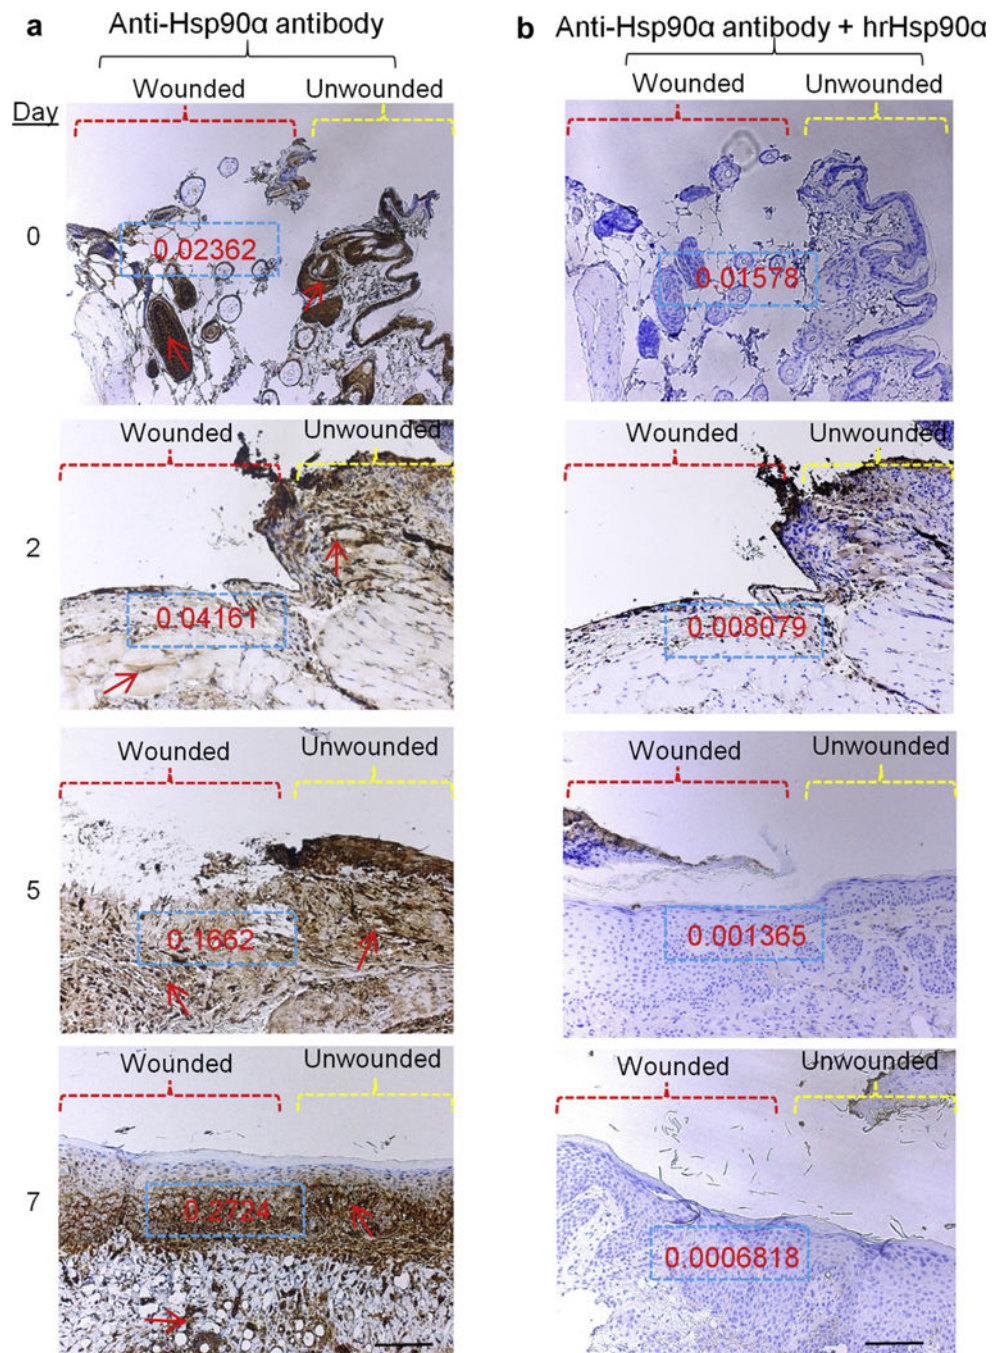 a Anti-Hsp90α antibody
b Anti-Hsp90α antibody + hrHsp90α
Wounded Unwounded
Wounded Unwounded
Day
0
0.02362
0.01578
Wounded Unwounded
Wounded Unwounded
2
0.04161
0.008079
Wounded Unwounded
Wounded Unwounded
5
0.1662
0.001365
Wounded Unwounded
Wounded Unwounded
7
0.2724
0.0006818